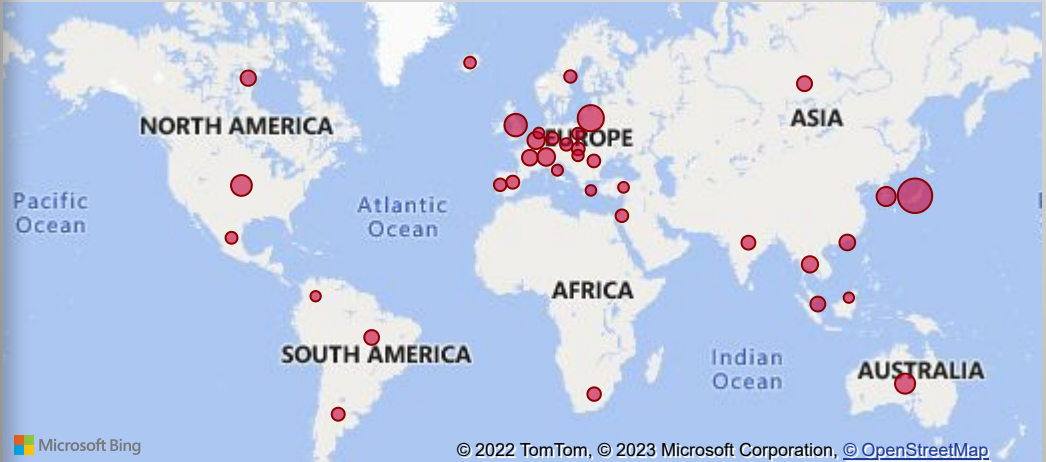 NORTH AMERICA
EUROPE
ASIA
Pacific
Ocean
Atlantic
Ocean
AFRICA
SOUTH AMERICA
Indian
Ocean
AUSTRALIA
Microsoft Bing
© 2022 TomTom, © 2023 Microsoft Corporation, © OpenStreetMap